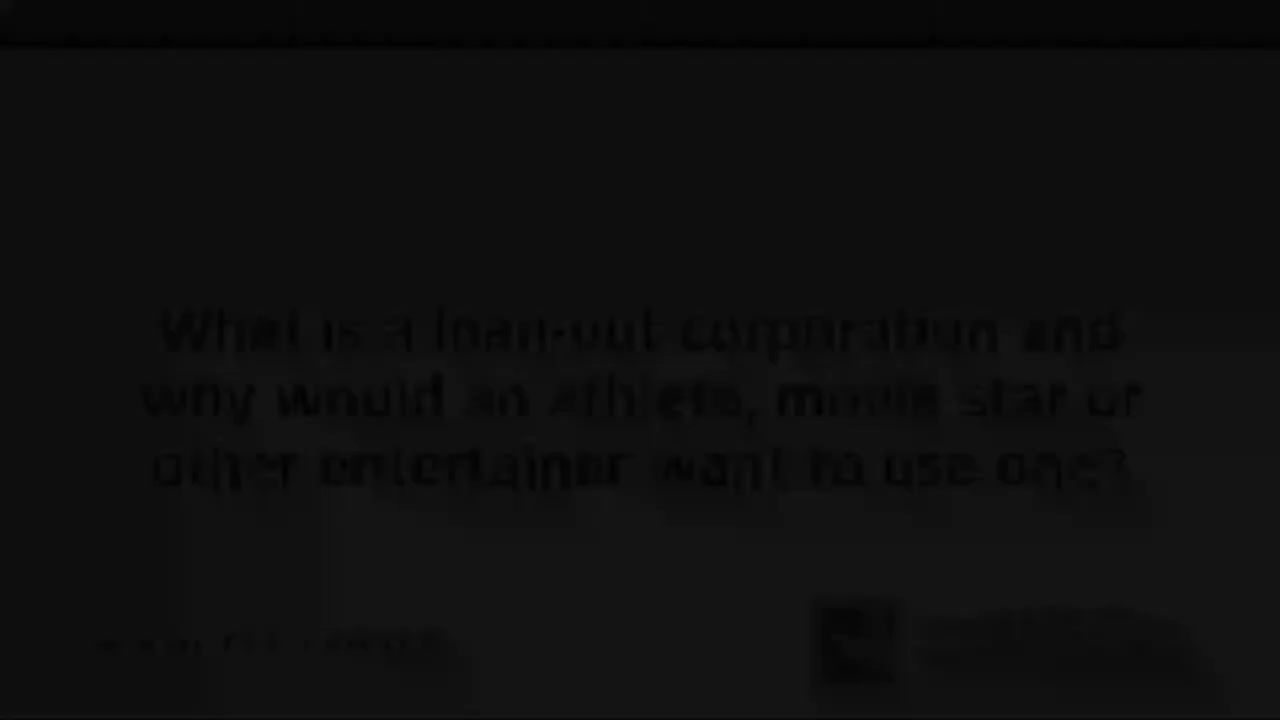 What is a loan-out corporation and
why would an athlete, movie star or
other entertainer want to use one?